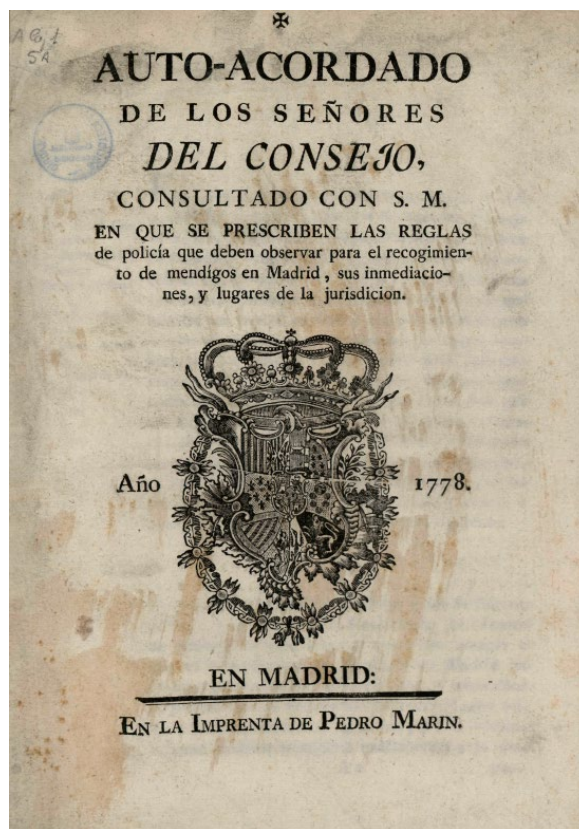 ✠
AUTO-ACORDADO
DE LOS SEÑORES
DEL CONSEJO,
CONSULTADO CON S. M.
EN QUE SE PRESCRIBEN LAS REGLAS
de policía que deben observar para el recogimien-
to de mendígos en Madrid, sus inmediacio-
nes, y lugares de la jurisdicion.
Año 1778.
EN MADRID:
EN LA IMPRENTA DE PEDRO MARIN.